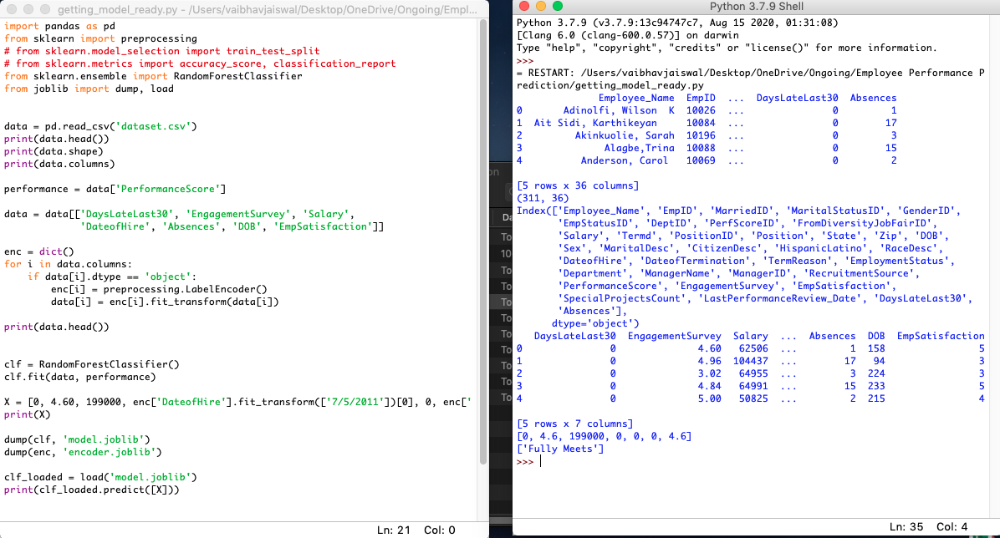 getting_model_ready.py - /Users/vaibhavjaiswal/Desktop/OneDrive/Ongoing/Empl...
import pandas as pd
from sklearn import preprocessing
# from sklearn.model_selection import train_test_split
# from sklearn.metrics import accuracy_score, classification_report
from sklearn.ensemble import RandomForestClassifier
from joblib import dump, load
data = pd.read_csv('dataset.csv')
print(data.head())
print(data.shape)
print(data.columns)
performance = data['PerformanceScore']
data = data[['DaysLateLast30', 'EngagementSurvey', 'Salary',
'DateofHire', 'Absences', 'DOB', 'EmpSatisfaction']]
enc = dict()
for i in data.columns:
if data[i].dtype == 'object':
enc[i] = preprocessing.LabelEncoder()
data[i] = enc[i].fit_transform(data[i])
print(data.head())
clf = RandomForestClassifier()
clf.fit(data, performance)
X = [0, 4.60, 199000, enc['DateofHire'].fit_transform(['7/5/2011'])[0], 0, enc['
print(X)
dump(clf, 'model.joblib')
dump(enc, 'encoder.joblib')
clf_loaded = load('model.joblib')
print(clf_loaded.predict([X]))
Ln: 21 Col: 0
on
Da
To
10
To
To
To
To
To
To
To
To
To
Python 3.7.9 Shell
Python 3.7.9 (v3.7.9:13c94747c7, Aug 15 2020, 01:31:08)
[Clang 6.0 (clang-600.0.57)] on darwin
Type "help", "copyright", "credits" or "license()" for more information.
>>>
= RESTART: /Users/vaibhavjaiswal/Desktop/OneDrive/Ongoing/Employee Performance P
rediction/getting_model_ready.py
Employee_Name EmpID ... DaysLateLast30 Absences
0 Adinolfi, Wilson K 10026 ... 0 1
1 Ait Sidi, Karthikeyan 10084 ... 0 17
2 Akinkuolie, Sarah 10196 ... 0 3
3 Alagbe,Trina 10088 ... 0 15
4 Anderson, Carol 10069 ... 0 2
[5 rows x 36 columns]
(311, 36)
Index(['Employee_Name', 'EmpID', 'MarriedID', 'MaritalStatusID', 'GenderID',
'EmpStatusID', 'DeptID', 'PerfScoreID', 'FromDiversityJobFairID',
'Salary', 'Termd', 'PositionID', 'Position', 'State', 'Zip', 'DOB',
'Sex', 'MaritalDesc', 'CitizenDesc', 'HispanicLatino', 'RaceDesc',
'DateofHire', 'DateofTermination', 'TermReason', 'EmploymentStatus',
'Department', 'ManagerName', 'ManagerID', 'RecruitmentSource',
'PerformanceScore', 'EngagementSurvey', 'EmpSatisfaction',
'SpecialProjectsCount', 'LastPerformanceReview_Date', 'DaysLateLast30',
'Absences'],
dtype='object')
DaysLateLast30 EngagementSurvey Salary ... Absences DOB EmpSatisfaction
0 0 4.60 62506 ... 1 158 5
1 0 4.96 104437 ... 17 94 3
2 0 3.02 64955 ... 3 224 3
3 0 4.84 64991 ... 15 233 5
4 0 5.00 50825 ... 2 215 4
[5 rows x 7 columns]
[0, 4.6, 199000, 0, 0, 0, 4.6]
['Fully Meets']
>>>
Ln: 35 Col: 4